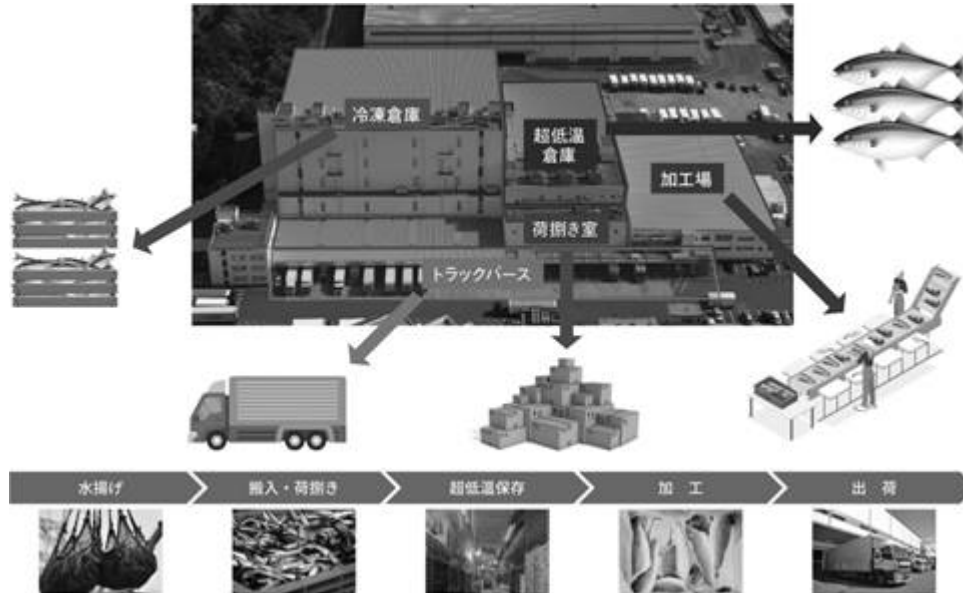 冷凍倉庫
超低温
倉庫
加工場
荷捌き室
トラックバース
水揚げ
搬入・荷捌き
超低温保存
加 工
出 荷